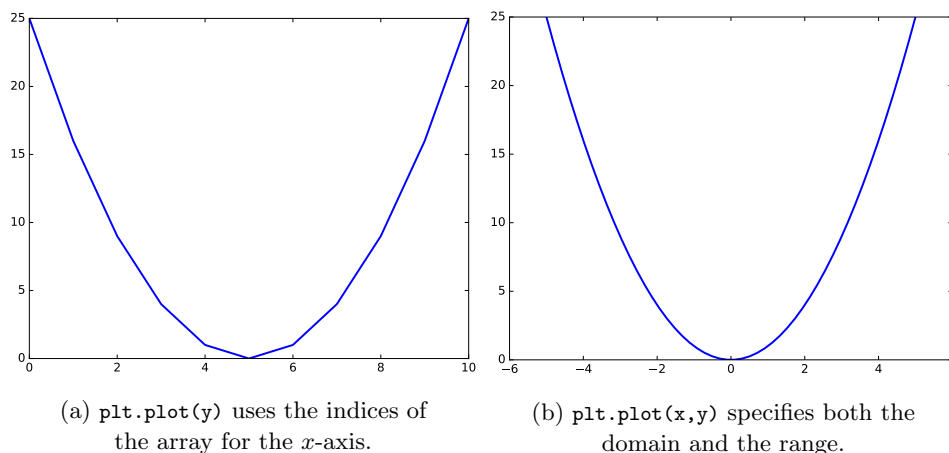 25
20
15
10
5
0
0 2 4 6 8 10
(a) plt.plot(y) uses the indices of
the array for the x-axis.
25
20
15
10
5
0
−6 −4 −2 0 2 4
(b) plt.plot(x,y) specifies both the
domain and the range.